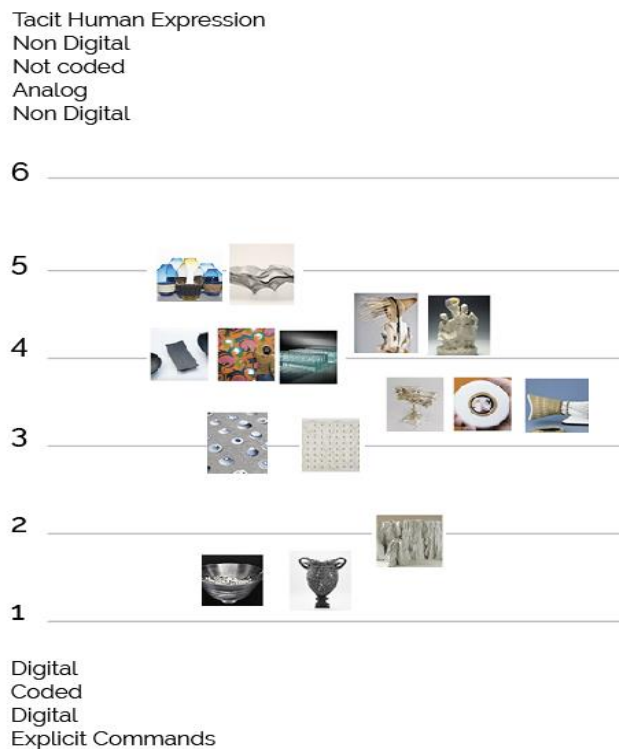 Tacit Human Expression
Non Digital
Not coded
Analog
Non Digital
6
5
4
3
2
1
Digital
Coded
Digital
Explicit Commands